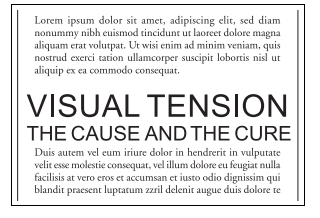 Lorem ipsum dolor sit amet, adipiscing elit, sed diam
nonummy nibh euismod tincidunt ut laoreet dolore magna
aliquam erat volutpat. Ut wisi enim ad minim veniam, quis
nostrud exerci tation ullamcorper suscipit lobortis nisl ut
aliquip ex ea commodo consequat.
VISUAL TENSION
THE CAUSE AND THE CURE
Duis autem vel eum iriure dolor in hendrerit in vulputate
velit esse molestie consequat, vel illum dolore eu feugiat nulla
facilisis at vero eros et accumsan et iusto odio dignissim qui
blandit praesent luptatum zzril delenit augue duis dolore te